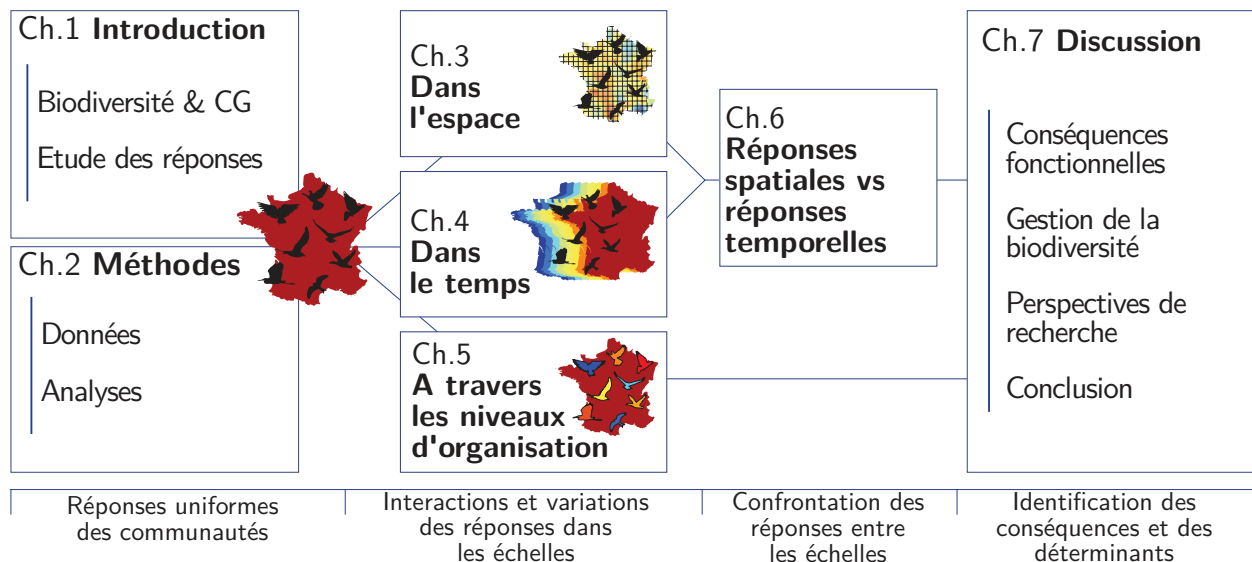 Ch.1 Introduction
Biodiversité & CG
Etude des réponses
Ch.2 Méthodes
Données
Analyses
Ch.3
Dans
l'espace
Ch.4
Dans
le temps
Ch.5
A travers
les niveaux
d'organisation
Ch.6
Réponses
spatiales vs
réponses
temporelles
Ch.7 Discussion
Conséquences
fonctionnelles
Gestion de la
biodiversité
Perspectives de
recherche
Conclusion
Réponses uniformes
des communautés
Interactions et variations
des réponses dans
les échelles
Confrontation des
réponses entre
les échelles
Identification des
conséquences et des
déterminants